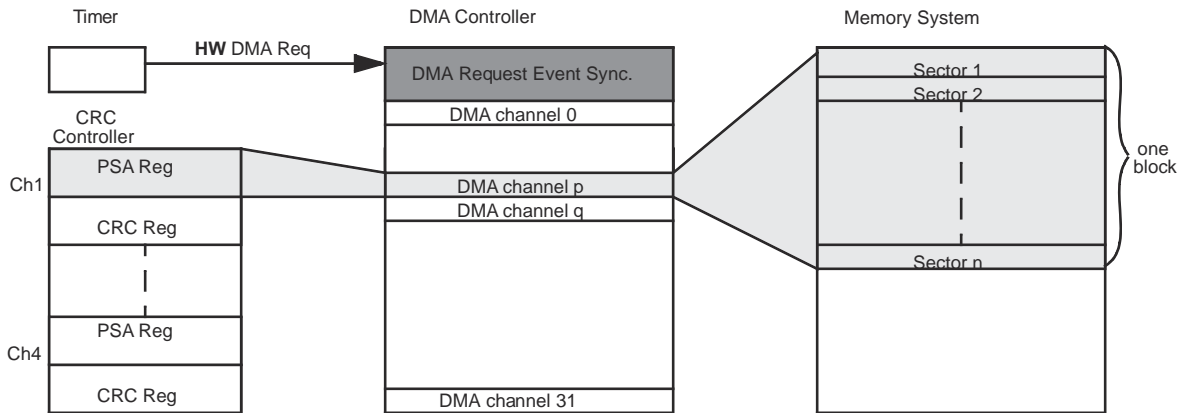 Timer
DMA Controller
Memory System
HW DMA Req
DMA Request Event Sync.
Sector 1
Sector 2
DMA channel 0
CRC
Controller
PSA Reg
one
block
Ch1
DMA channel p
DMA channel q
CRC Reg
Sector n
PSA Reg
Ch4
CRC Reg
DMA channel 31